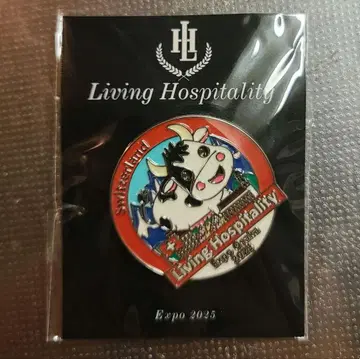 HL
Living Hospitality
Switzerland
Living Hospitality
Expo 2025